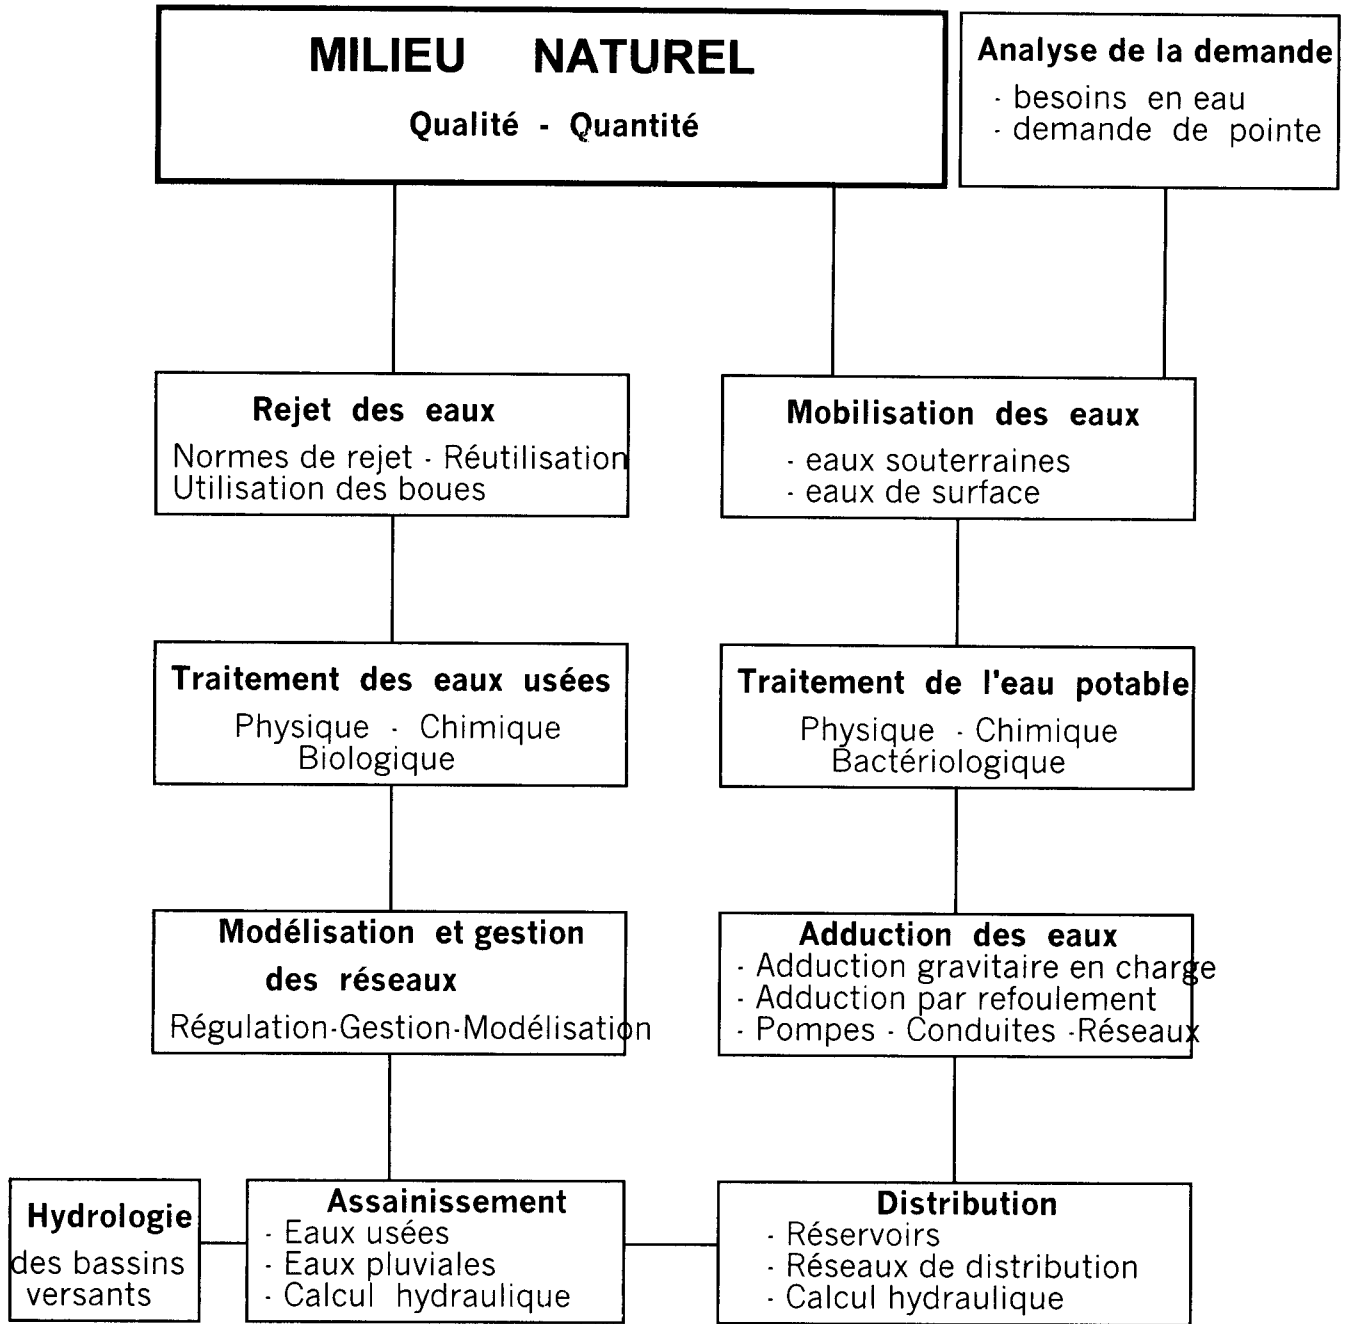 MILIEU NATUREL
Qualité - Quantité
Analyse de la demande
- besoins en eau
- demande de pointe
Rejet des eaux
Normes de rejet - Réutilisation
Utilisation des boues
Mobilisation des eaux
- eaux souterraines
- eaux de surface
Traitement des eaux usées
Physique - Chimique
Biologique
Traitement de l'eau potable
Physique - Chimique
Bactériologique
Modélisation et gestion
des réseaux
Régulation-Gestion-Modélisation
Adduction des eaux
- Adduction gravitaire en charge
- Adduction par refoulement
- Pompes - Conduites -Réseaux
Hydrologie
des bassins
versants
Assainissement
- Eaux usées
- Eaux pluviales
- Calcul hydraulique
Distribution
- Réservoirs
- Réseaux de distribution
- Calcul hydraulique